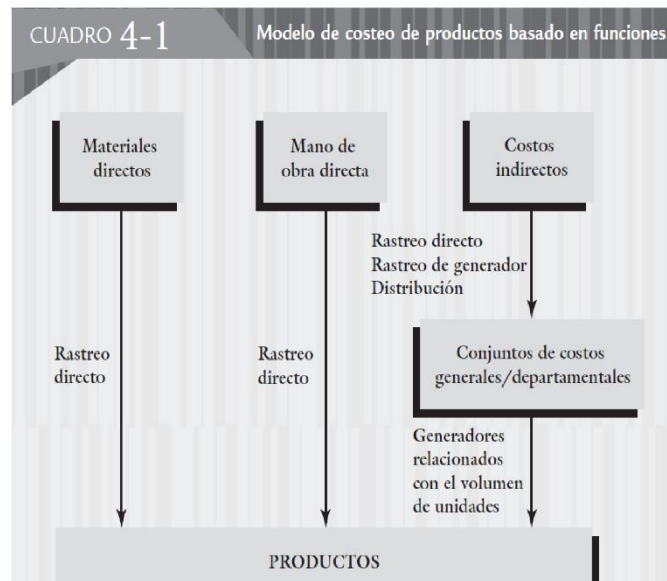 CUADRO 4-1
Modelo de costeo de productos basado en funciones
Materiales
directos
Mano de
obra directa
Costos
indirectos
Rastreo directo
Rastreo de generador
Distribución
Rastreo
directo
Rastreo
directo
Conjuntos de costos
generales/departamentales
Generadores
relacionados
con el volumen
de unidades
PRODUCTOS